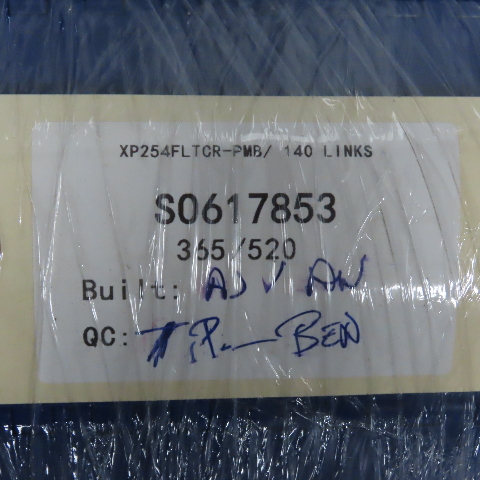 XP254FLTCR-PMB/ 140 LINKS
S0617853
365/520
Built: AJ V AW
QC: BEN